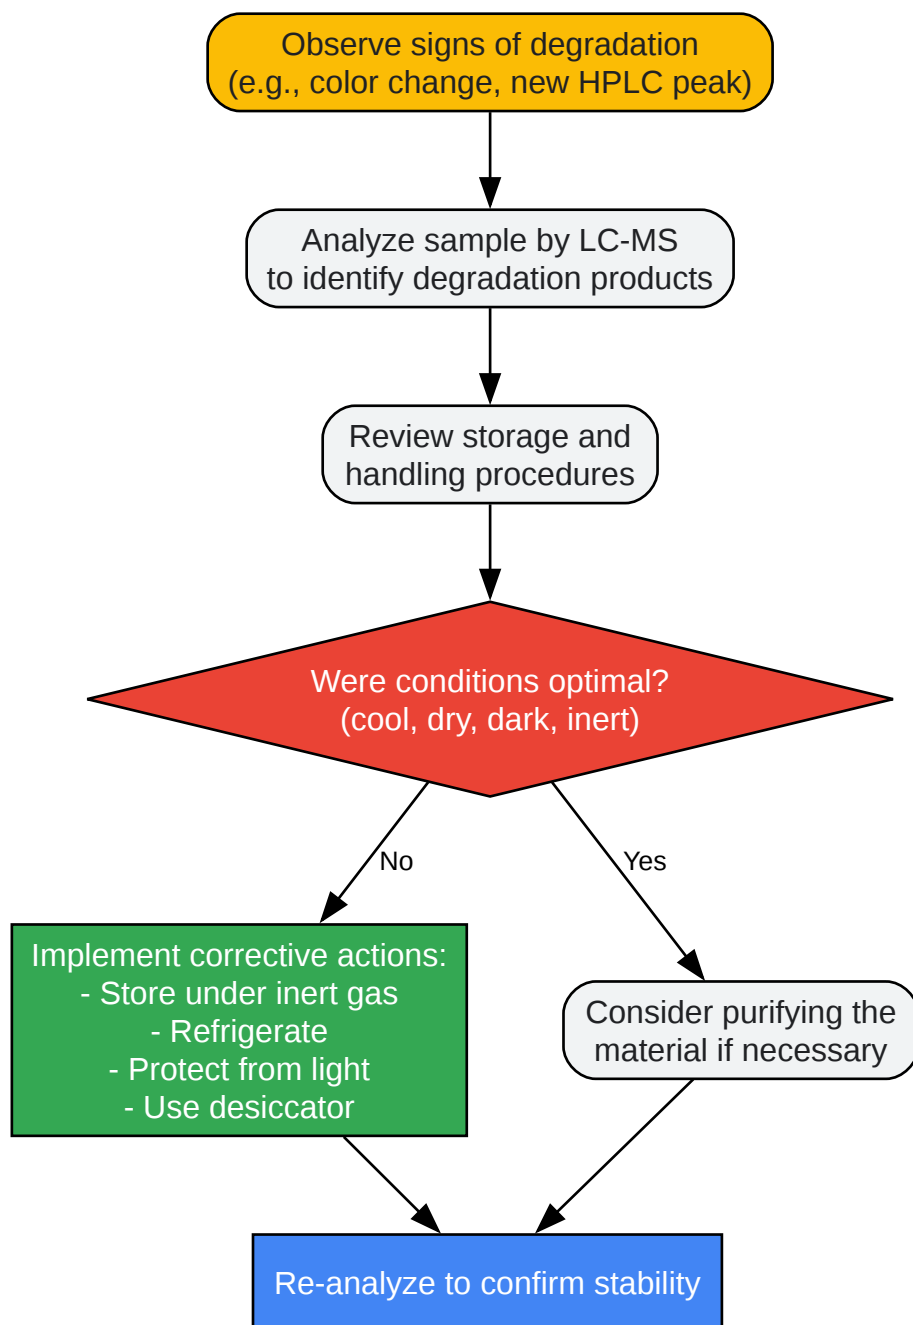 Observe signs of degradation
(e.g., color change, new HPLC peak)
Analyze sample by LC-MS
to identify degradation products
Review storage and
handling procedures
Were conditions optimal?
(cool, dry, dark, inert)
No
Yes
Implement corrective actions:
- Store under inert gas
- Refrigerate
- Protect from light
- Use desiccator
Consider purifying the
material if necessary
Re-analyze to confirm stability